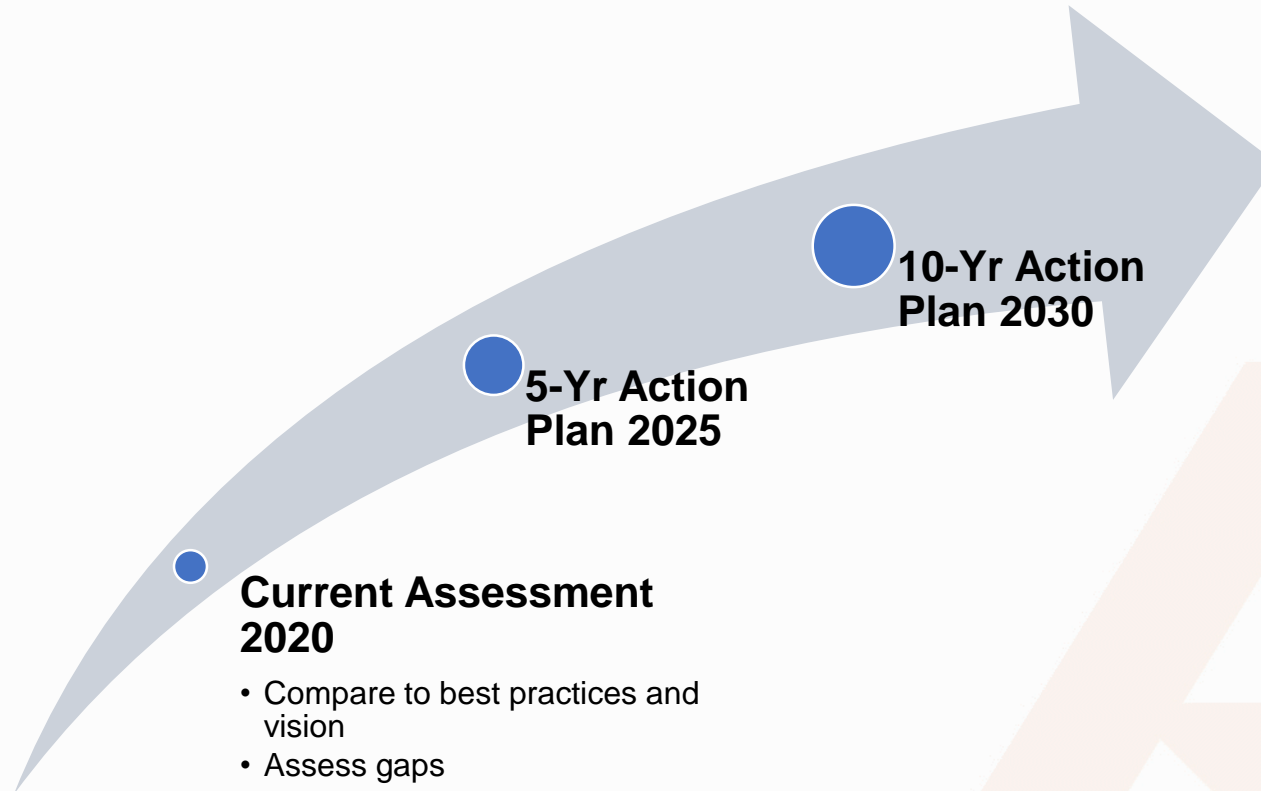 10-Yr Action
Plan 2030
5-Yr Action
Plan 2025
Current Assessment
2020
• Compare to best practices and
vision
• Assess gaps